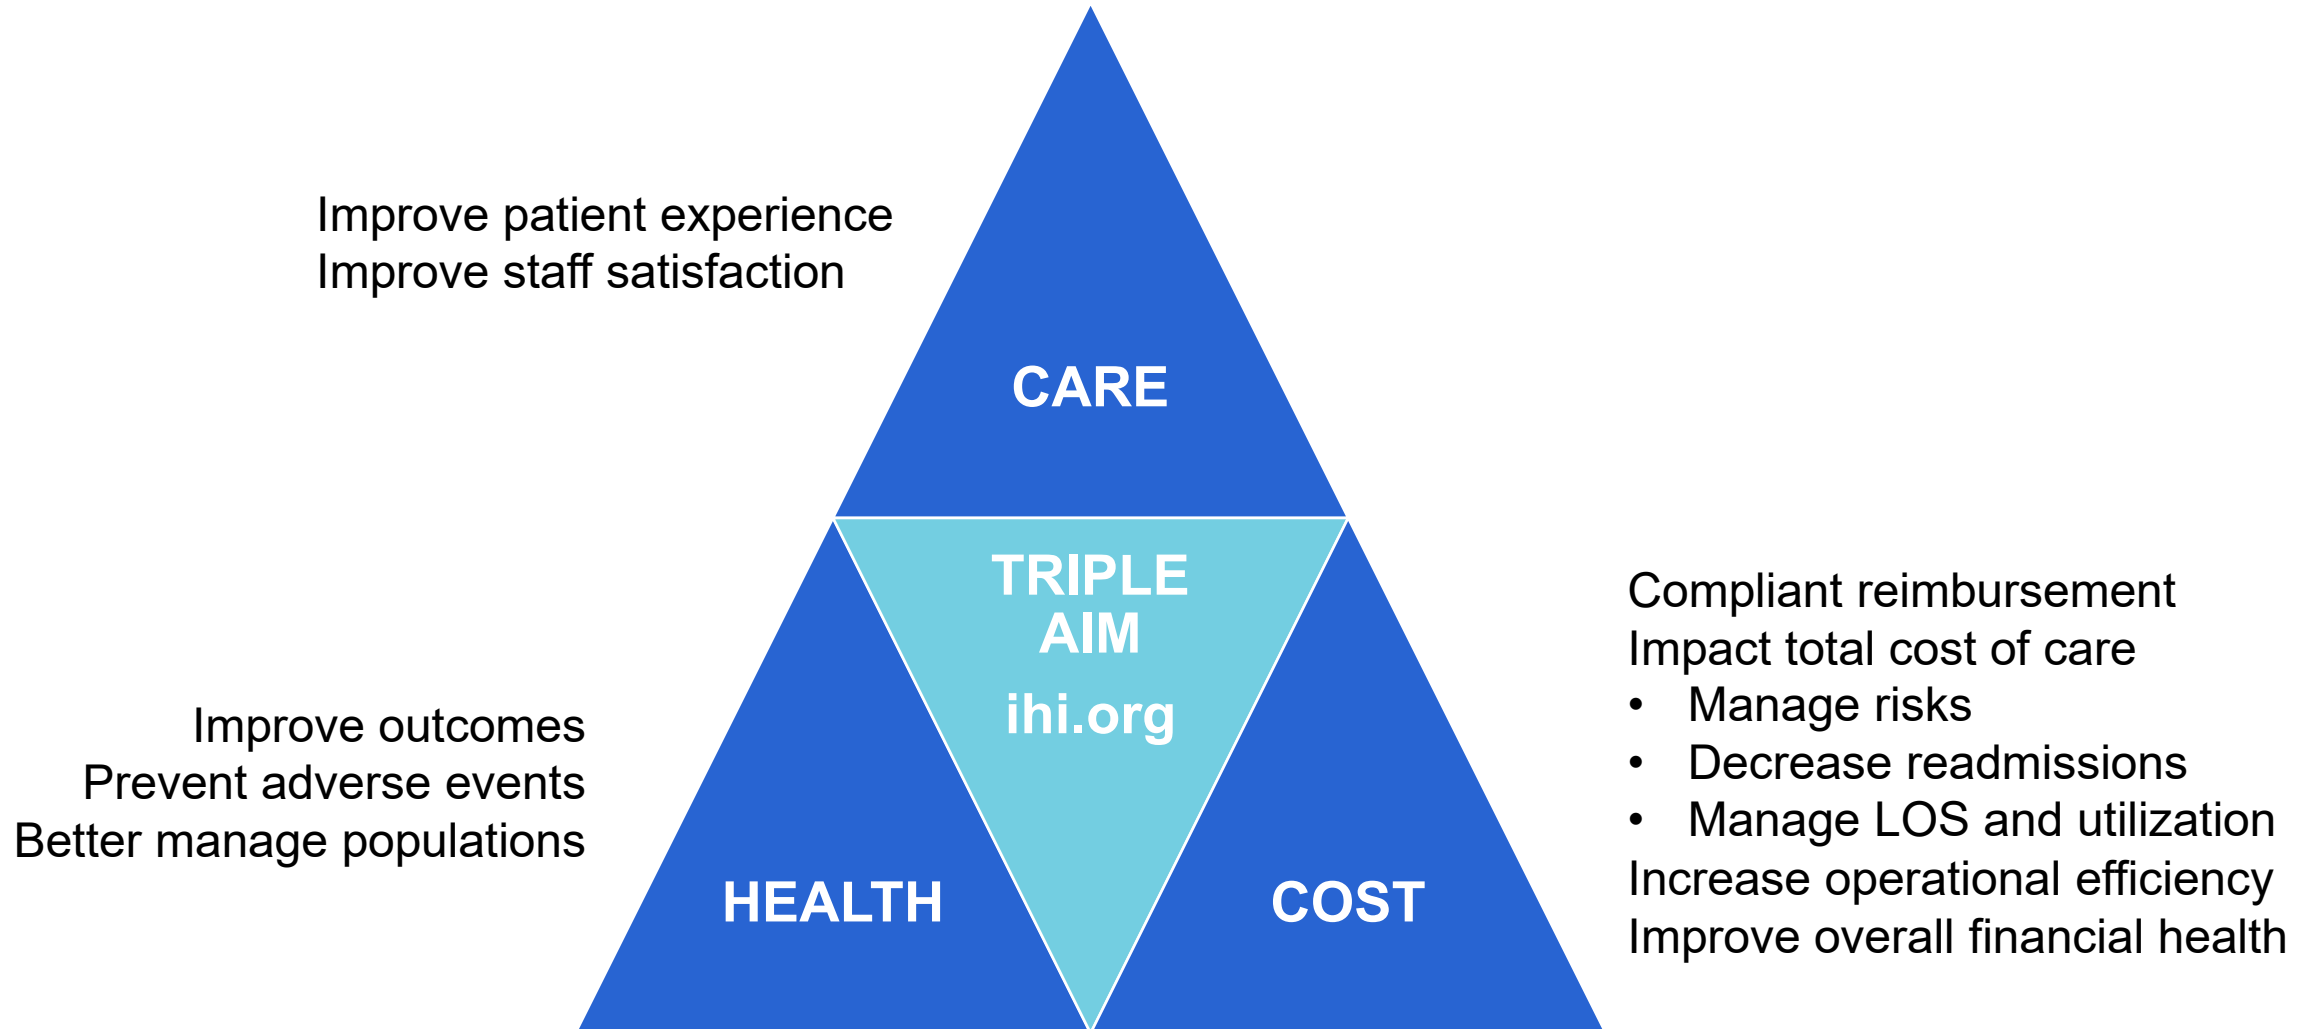 Improve patient experience
Improve staff satisfaction
CARE
TRIPLE
AIM
ihi.org
Improve outcomes
Prevent adverse events
Better manage populations
HEALTH
COST
Compliant reimbursement
Impact total cost of care
• Manage risks
• Decrease readmissions
• Manage LOS and utilization
Increase operational efficiency
Improve overall financial health